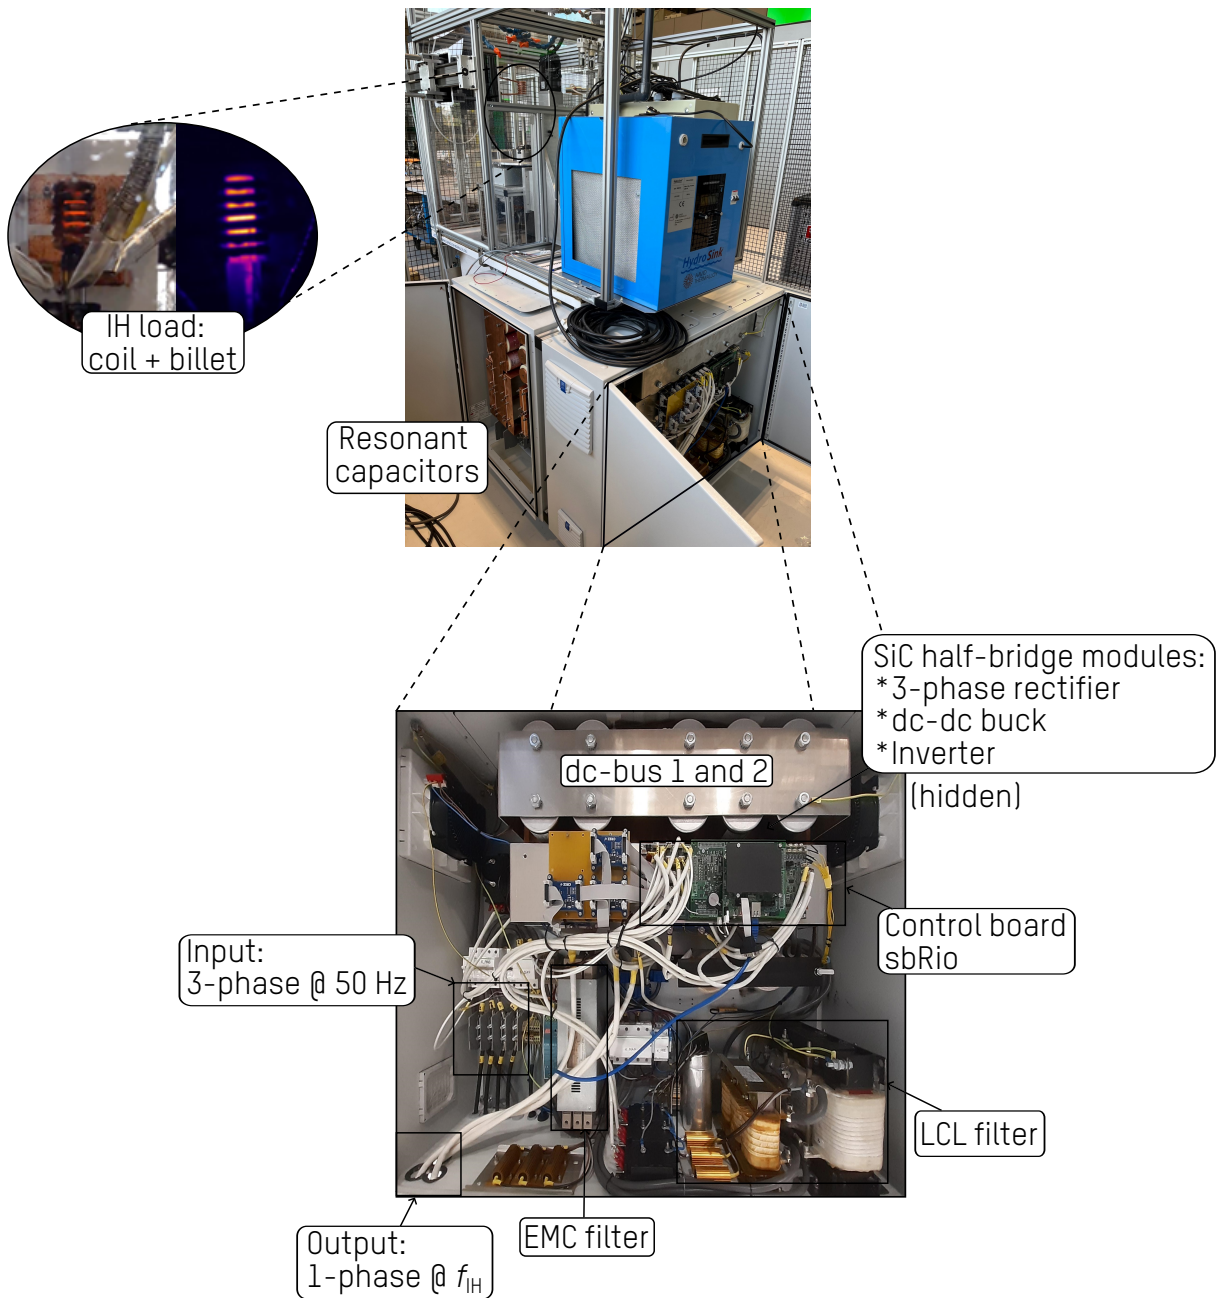 IH load:
coil + billet
HydroSink
Resonant
capacitors
SiC half-bridge modules:
*3-phase rectifier
*dc-dc buck
*Inverter
(hidden)
dc-bus 1 and 2
Input:
3-phase @ 50 Hz
Control board
sbRio
LCL filter
EMC filter
Output:
1-phase @ fIH